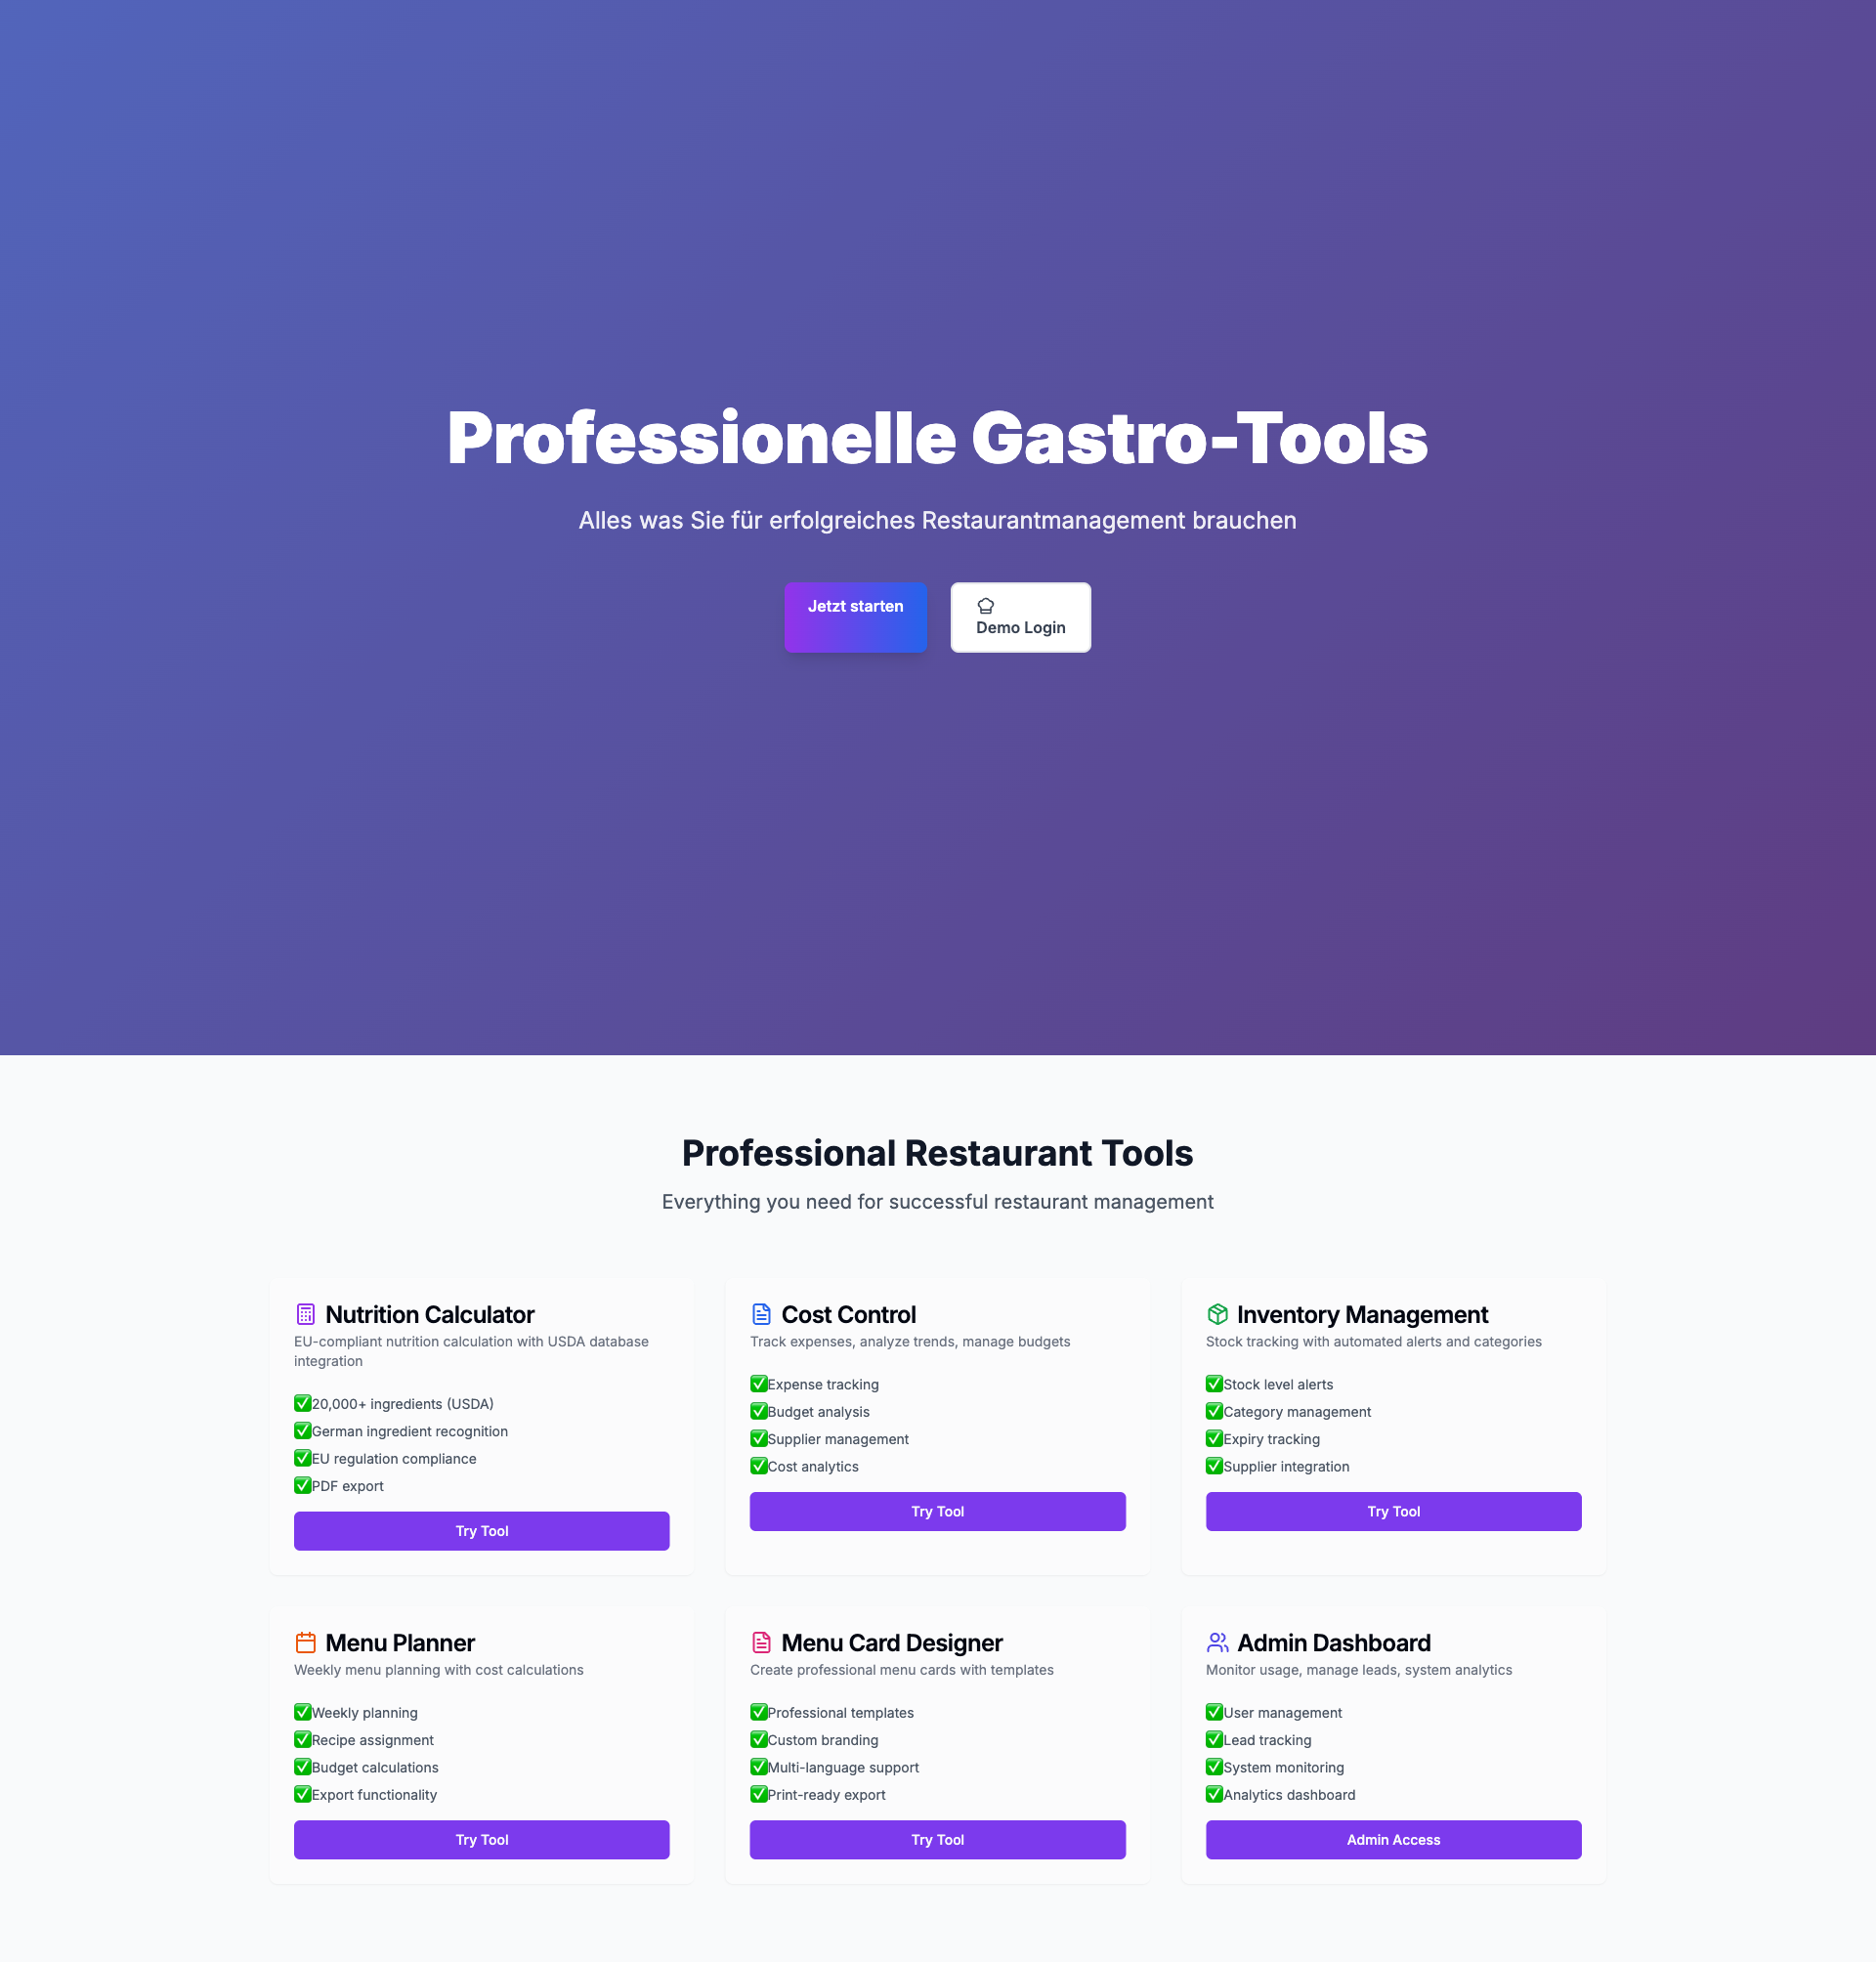 Professionelle Gastro-Tools
Alles was Sie für erfolgreiches Restaurantmanagement brauchen
Jetzt starten
Demo Login
Professional Restaurant Tools
Everything you need for successful restaurant management
Nutrition Calculator
EU-compliant nutrition calculation with USDA database
integration
✅20,000+ ingredients (USDA)
✅German ingredient recognition
✅EU regulation compliance
✅PDF export
Try Tool
Cost Control
Track expenses, analyze trends, manage budgets
✅Expense tracking
✅Budget analysis
✅Supplier management
✅Cost analytics
Try Tool
Inventory Management
Stock tracking with automated alerts and categories
✅Stock level alerts
✅Category management
✅Expiry tracking
✅Supplier integration
Try Tool
Menu Planner
Weekly menu planning with cost calculations
✅Weekly planning
✅Recipe assignment
✅Budget calculations
✅Export functionality
Try Tool
Menu Card Designer
Create professional menu cards with templates
✅Professional templates
✅Custom branding
✅Multi-language support
✅Print-ready export
Try Tool
Admin Dashboard
Monitor usage, manage leads, system analytics
✅User management
✅Lead tracking
✅System monitoring
✅Analytics dashboard
Admin Access